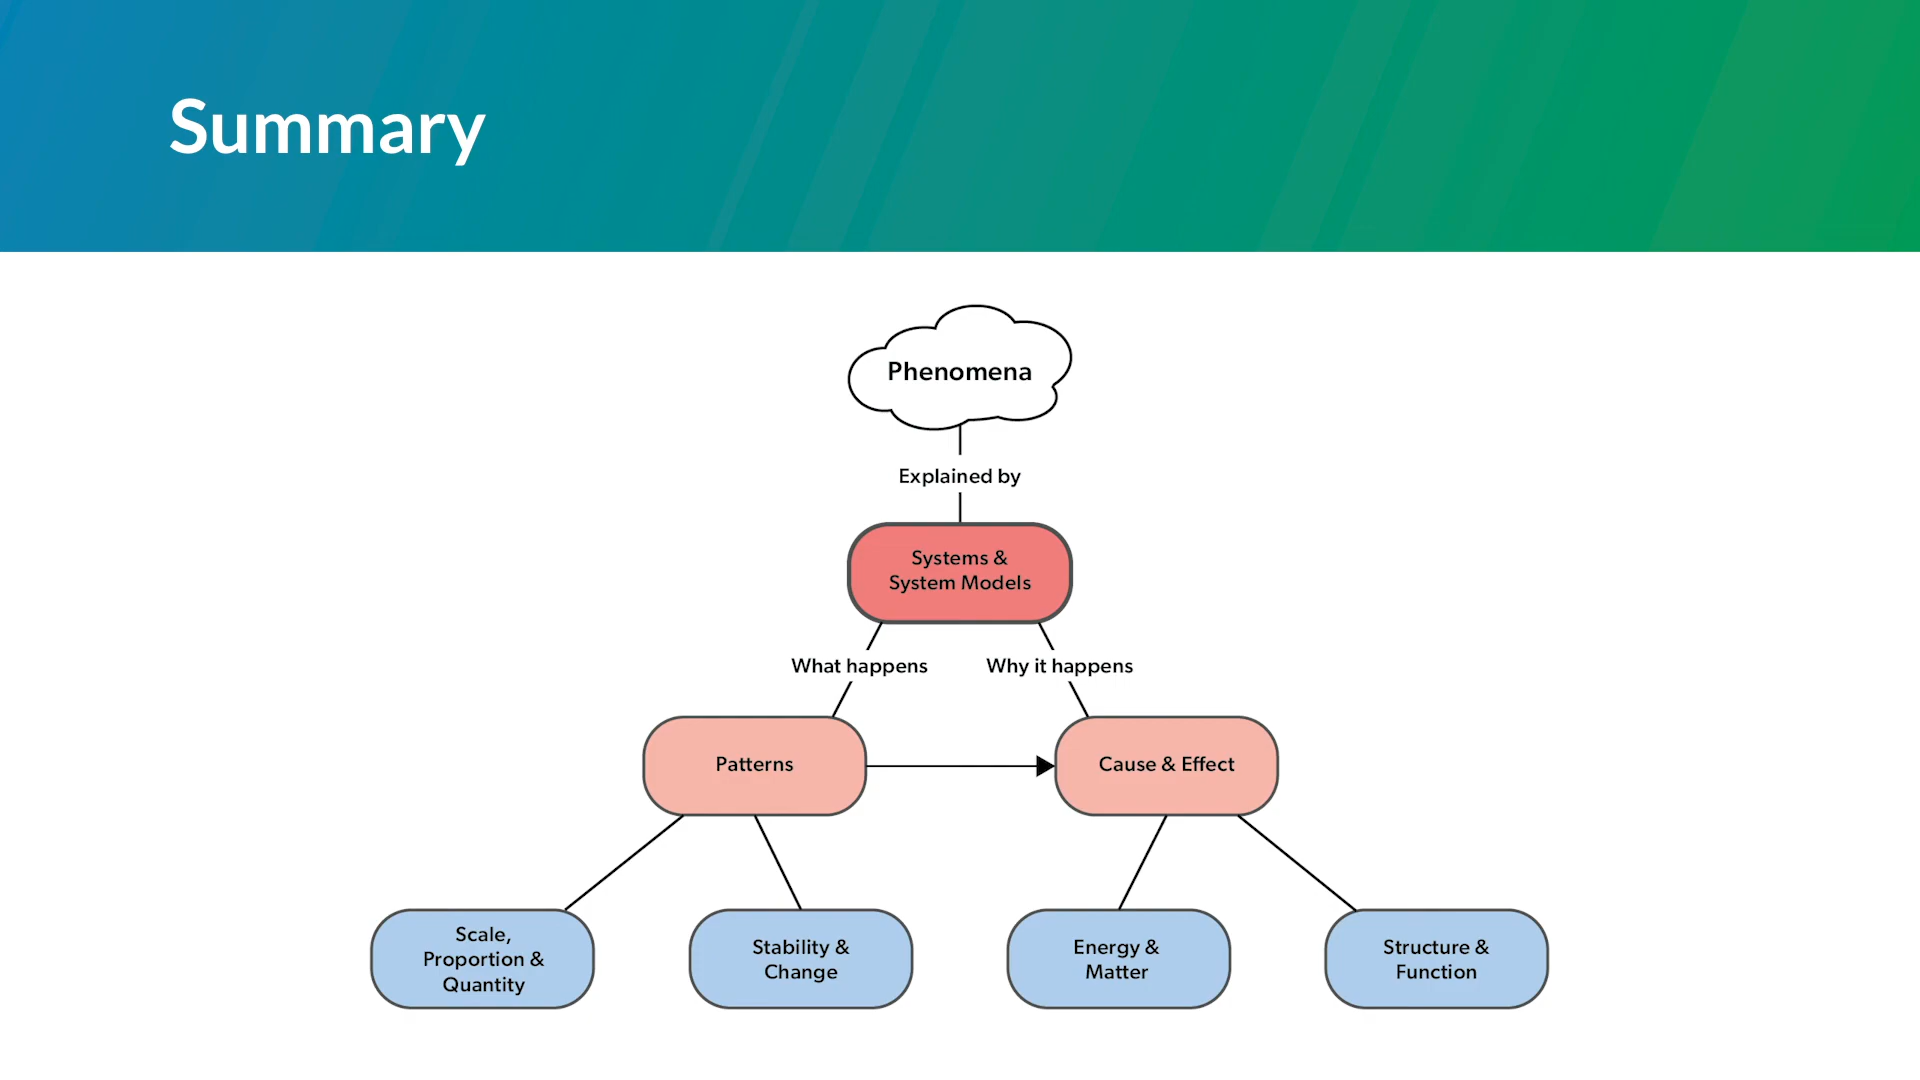 Summary
Phenomena
Explained by
Systems &
System Models
What happens
Why it happens
Patterns
Cause & Effect
Scale,
Proportion &
Quantity
Stability &
Change
Energy &
Matter
Structure &
Function